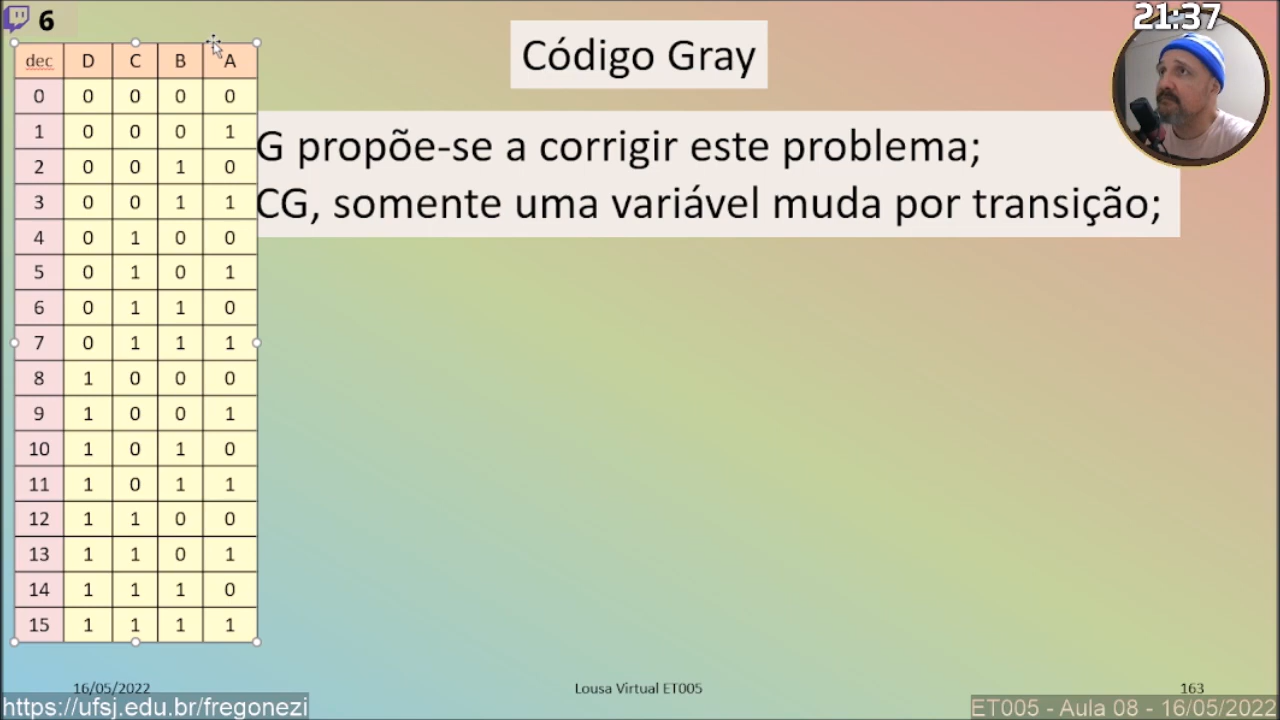 6
21:37
Código Gray
dec D C B A
0 0 0 0 0
1 0 0 0 1
2 0 0 1 0
3 0 0 1 1
4 0 1 0 0
5 0 1 0 1
6 0 1 1 0
7 0 1 1 1
8 1 0 0 0
9 1 0 0 1
10 1 0 1 0
11 1 0 1 1
12 1 1 0 0
13 1 1 0 1
14 1 1 1 0
15 1 1 1 1
G propõe-se a corrigir este problema;
CG, somente uma variável muda por transição;
16/05/2022
Lousa Virtual ET005
163
https://ufsj.edu.br/fregonezi
ET005 - Aula 08 - 16/05/2022